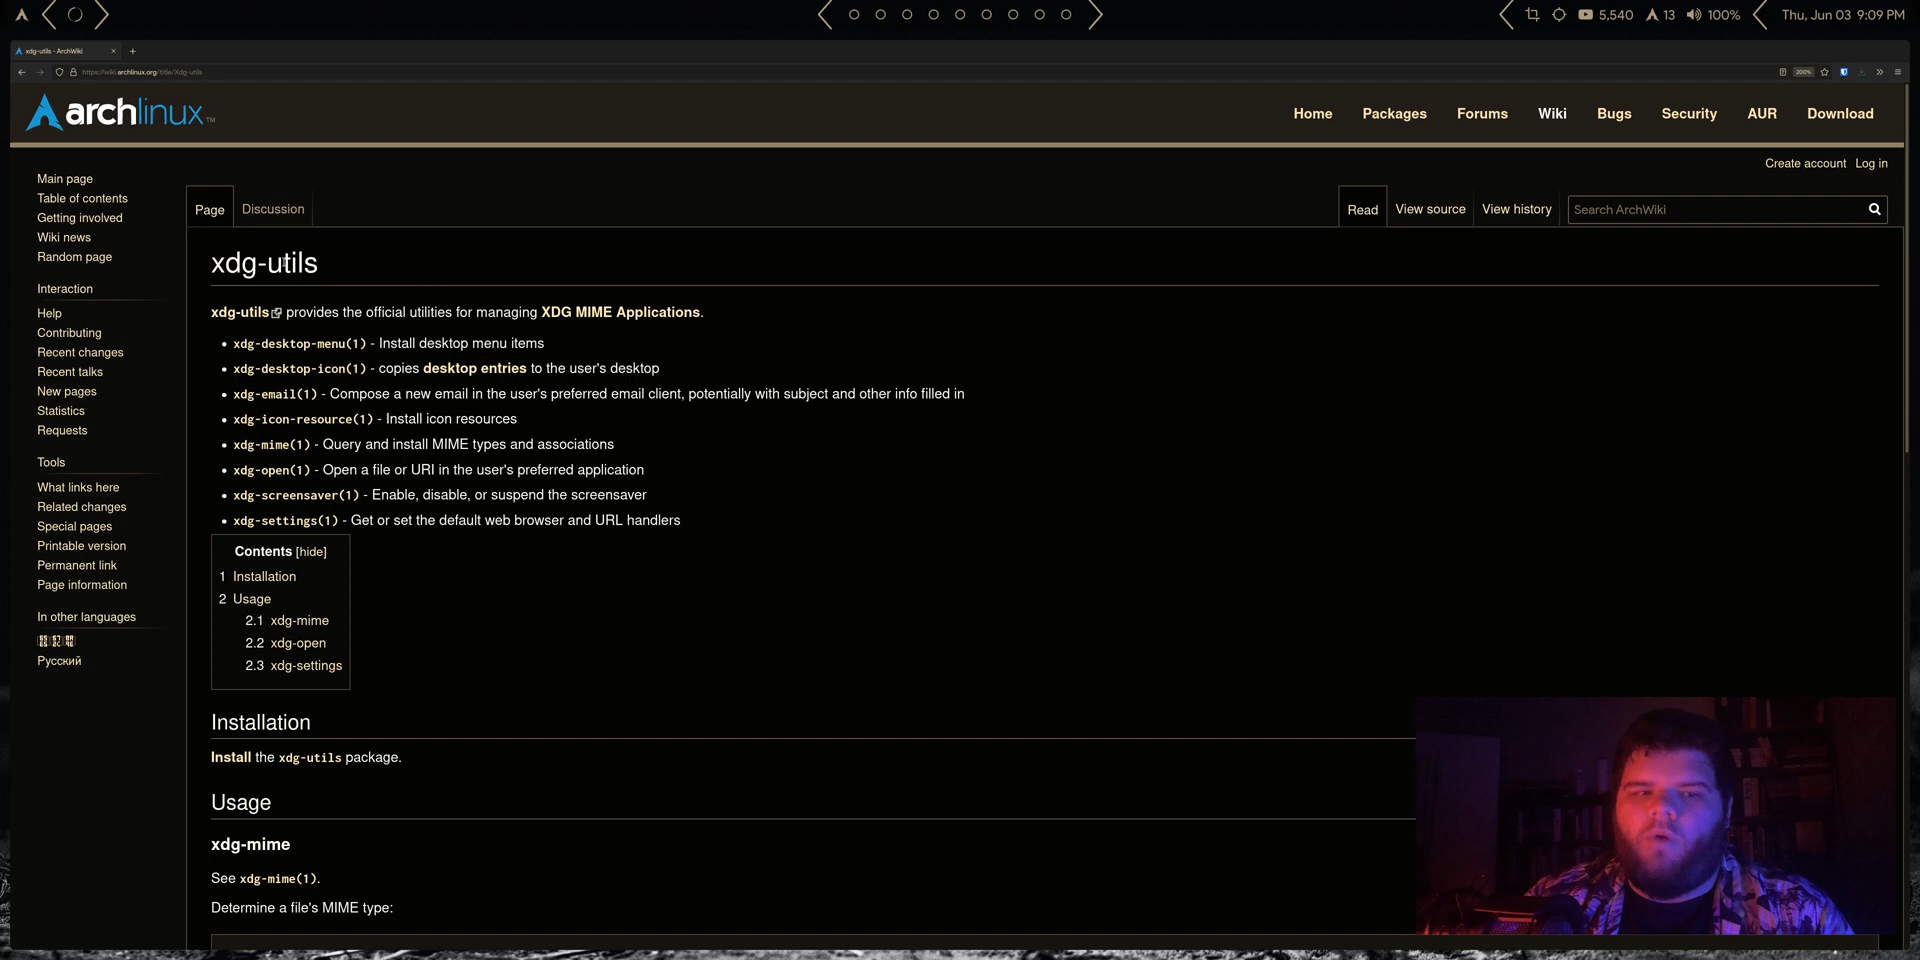 5,540
13
100%
Thu, Jun 03 9:09 PM
xdg-utils - ArchWiki
https://wiki.archlinux.org/title/Xdg-utils
200%
archlinux™
Home
Packages
Forums
Wiki
Bugs
Security
AUR
Download
Create account
Log in
Main page
Table of contents
Getting involved
Wiki news
Random page
Interaction
Help
Contributing
Recent changes
Recent talks
New pages
Statistics
Requests
Tools
What links here
Related changes
Special pages
Printable version
Permanent link
Page information
In other languages
Русский
Page
Discussion
Read
View source
View history
Search ArchWiki
xdg-utils
xdg-utils provides the official utilities for managing XDG MIME Applications.
• xdg-desktop-menu(1) - Install desktop menu items
• xdg-desktop-icon(1) - copies desktop entries to the user's desktop
• xdg-email(1) - Compose a new email in the user's preferred email client, potentially with subject and other info filled in
• xdg-icon-resource(1) - Install icon resources
• xdg-mime(1) - Query and install MIME types and associations
• xdg-open(1) - Open a file or URI in the user's preferred application
• xdg-screensaver(1) - Enable, disable, or suspend the screensaver
• xdg-settings(1) - Get or set the default web browser and URL handlers
Contents [hide]
1 Installation
2 Usage
2.1 xdg-mime
2.2 xdg-open
2.3 xdg-settings
Installation
Install the xdg-utils package.
Usage
xdg-mime
See xdg-mime(1).
Determine a file's MIME type: